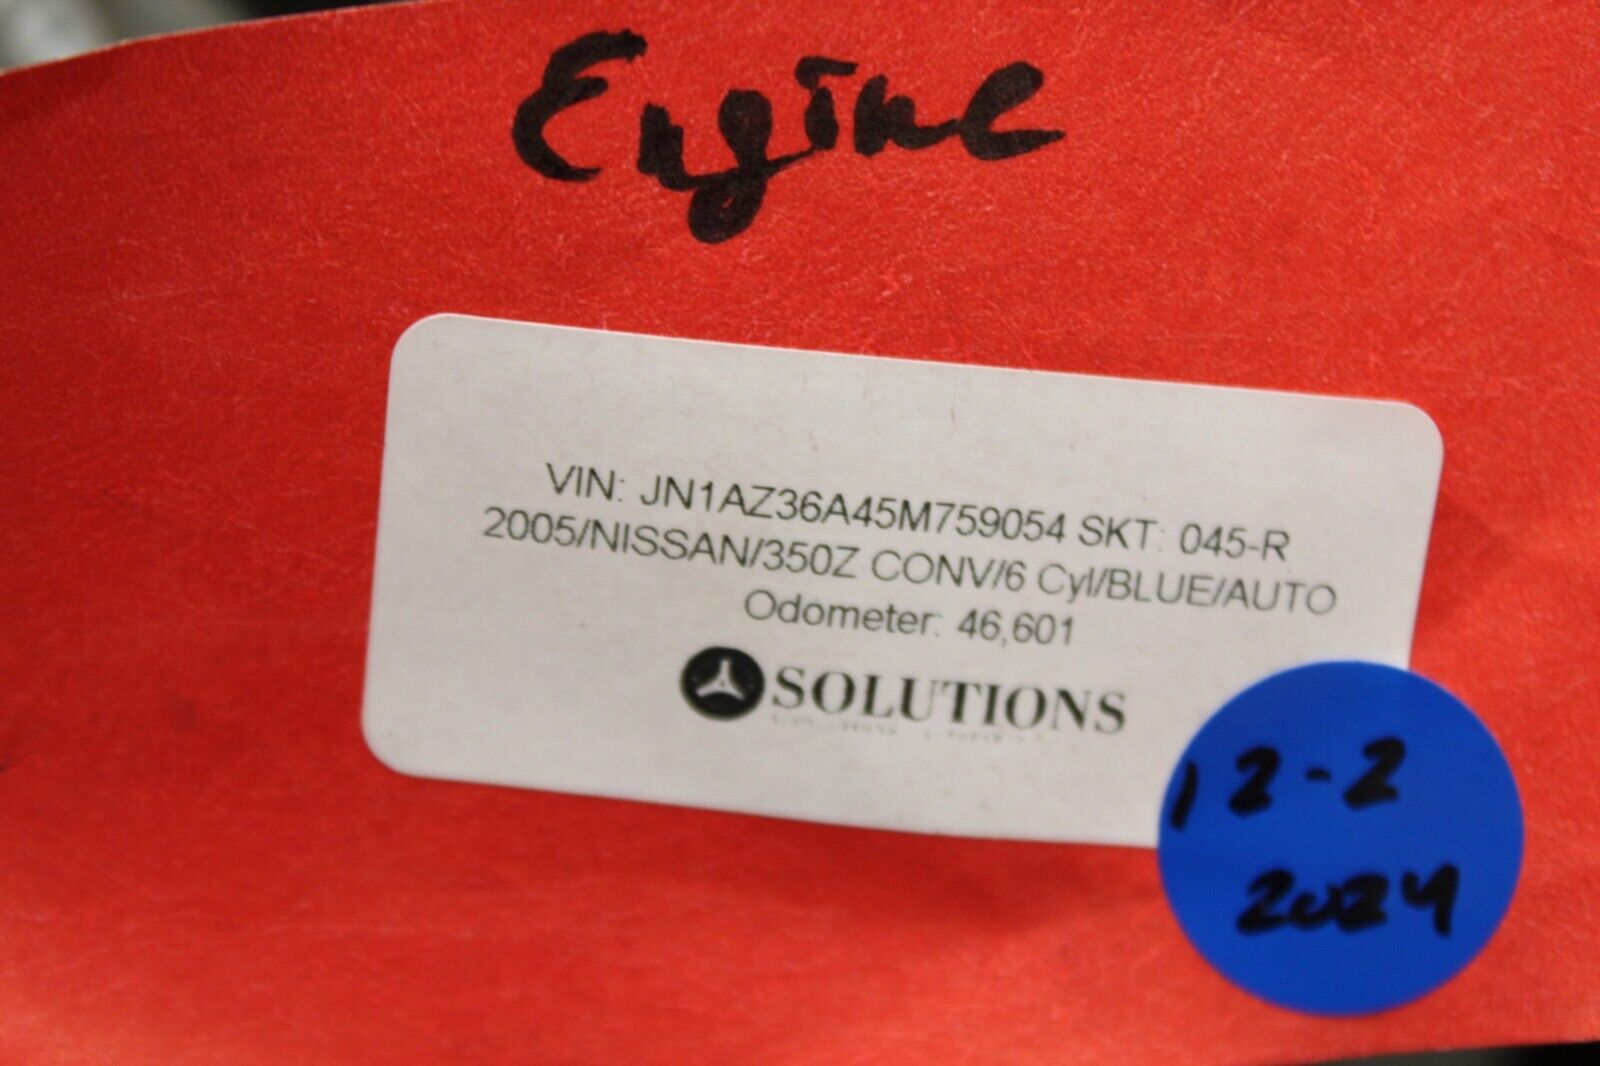 Engine
VIN: JN1AZ36A45M759054 SKT: 045-R
2005/NISSAN/350Z CONV/6 Cyl/BLUE/AUTO
Odometer: 46,601
SOLUTIONS
12-2
2024